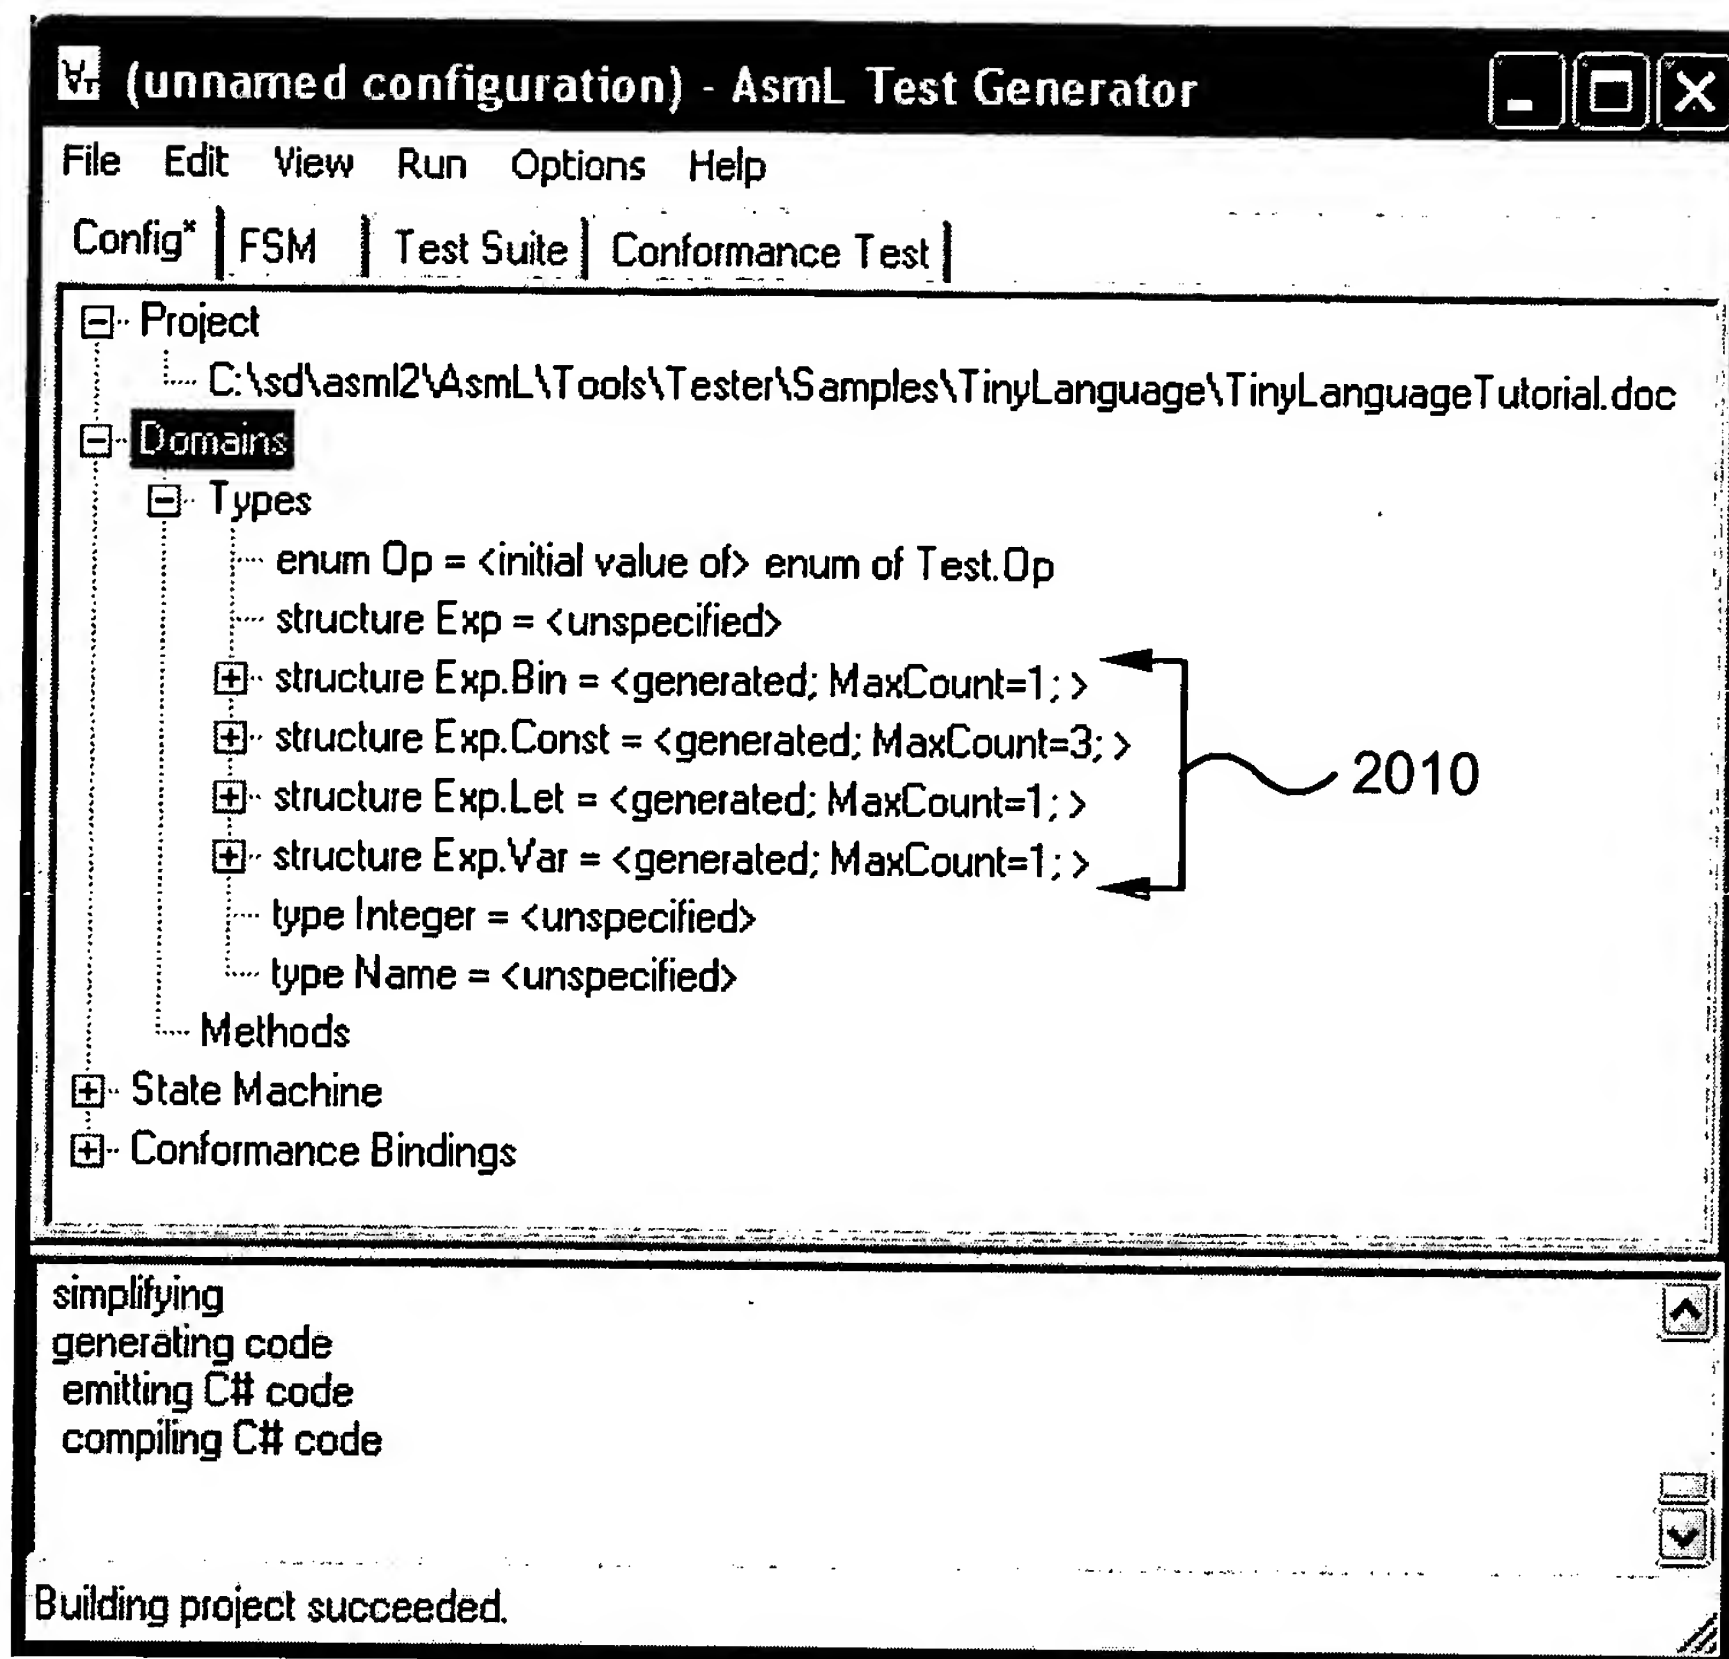 (unnamed configuration) - AsmL Test Generator
File Edit View Run Options Help
Config* FSM Test Suite Conformance Test
Project
C:\sd\asml2\AsmL\Tools\Tester\Samples\TinyLanguage\TinyLanguageTutorial.doc
Domains
Types
enum Op = <initial value of> enum of Test.Op
structure Exp = <unspecified>
structure Exp.Bin = <generated; MaxCount=1; >
structure Exp.Const = <generated; MaxCount=3; >
2010
structure Exp.Let = <generated; MaxCount=1; >
structure Exp.Var = <generated; MaxCount=1; >
type Integer = <unspecified>
type Name = <unspecified>
Methods
State Machine
Conformance Bindings
simplifying
generating code
emitting C# code
compiling C# code
Building project succeeded.